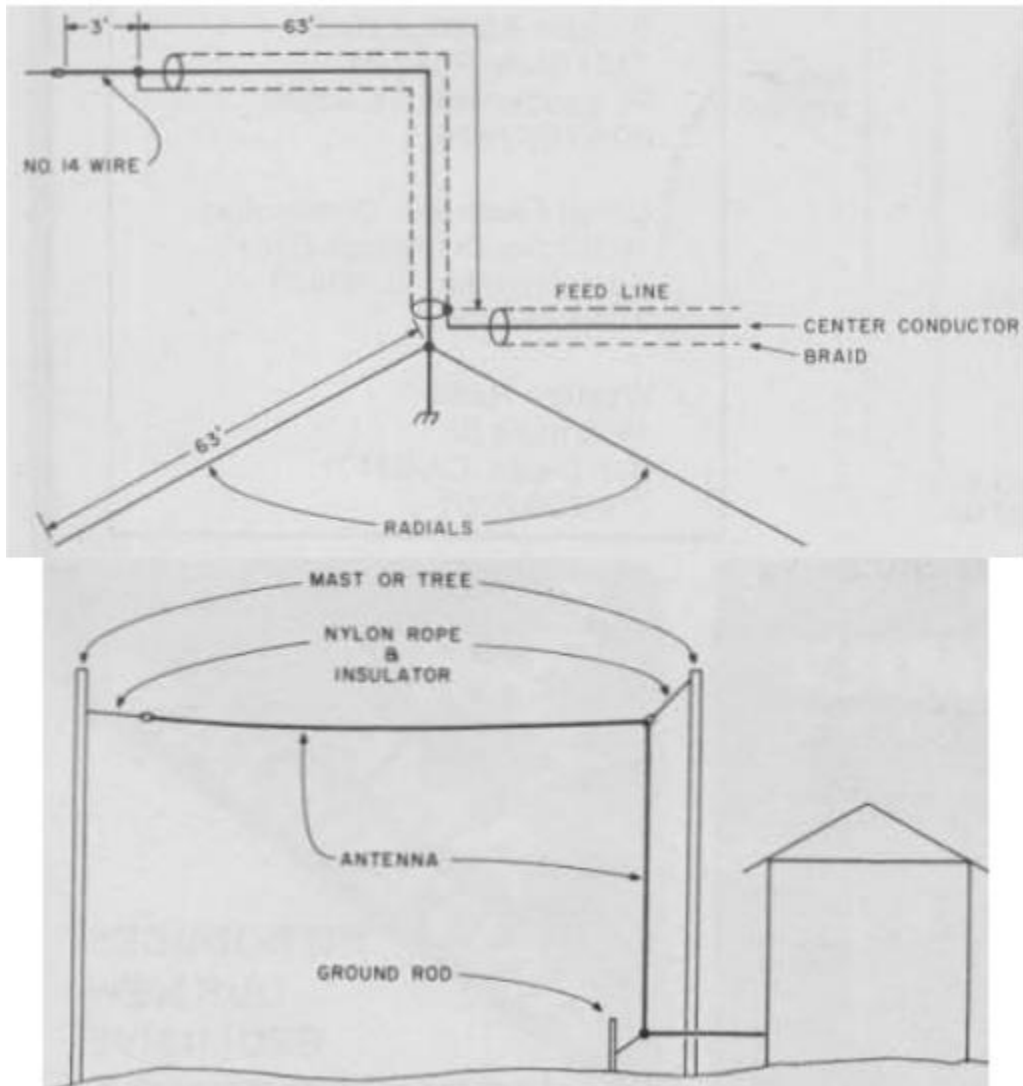 3' 63'
NO. 14 WIRE
FEED LINE
CENTER CONDUCTOR
BRAID
63'
RADIALS
MAST OR TREE
NYLON ROPE
&
INSULATOR
ANTENNA
GROUND ROD